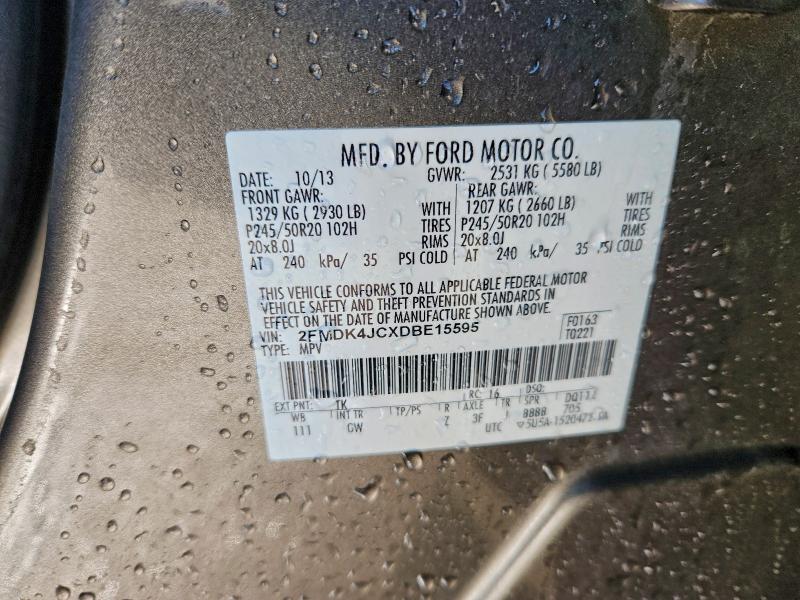 MFD. BY FORD MOTOR CO.
DATE: 10/13 GVWR: 2531 KG ( 5580 LB)
FRONT GAWR: REAR GAWR:
1329 KG ( 2930 LB) WITH 1207 KG ( 2660 LB) WITH
P245/50R20 102H TIRES P245/50R20 102H TIRES
20x8.0J RIMS 20x8.0J RIMS
AT 240 kPa/ 35 PSI COLD AT 240 kPa/ 35 PSI COLD
THIS VEHICLE CONFORMS TO ALL APPLICABLE FEDERAL MOTOR
VEHICLE SAFETY AND THEFT PREVENTION STANDARDS IN
EFFECT ON THE DATE OF MANUFACTURE SHOWN ABOVE.
VIN: 2FMDK4JCXDBE15595 F0163
TYPE: MPV T0221
EXT PNT: TK RC: 16 DSO:
WB INT TR TP/PS R AXLE TR SPR
111 GW Z 3F J 8888 705
UTC